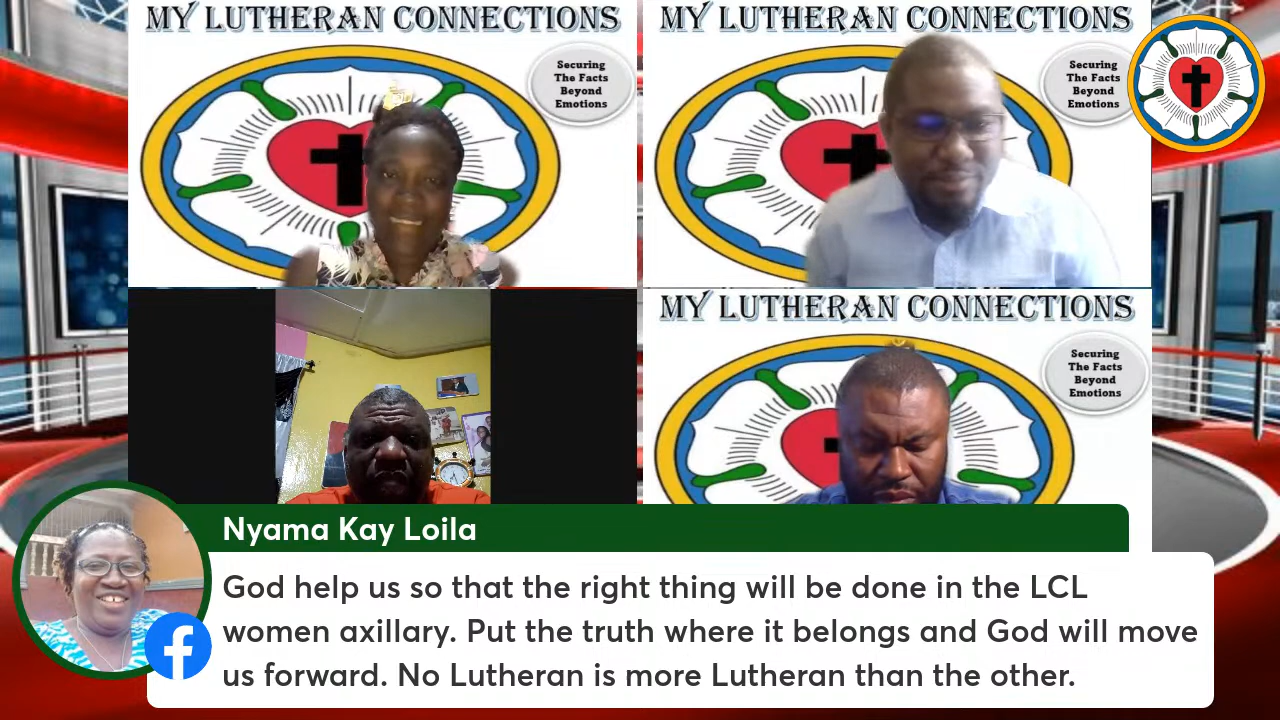 MY LUTHERAN CONNECTIONS
Securing
The Facts
Beyond
Emotions
MY LUTHERAN CONNECTIONS
Securing
The Facts
Beyond
Emotions
MY LUTHERAN CONNECTIONS
Securing
The Facts
Beyond
Emotions
Nyama Kay Loila
God help us so that the right thing will be done in the LCL
women axillary. Put the truth where it belongs and God will move
us forward. No Lutheran is more Lutheran than the other.